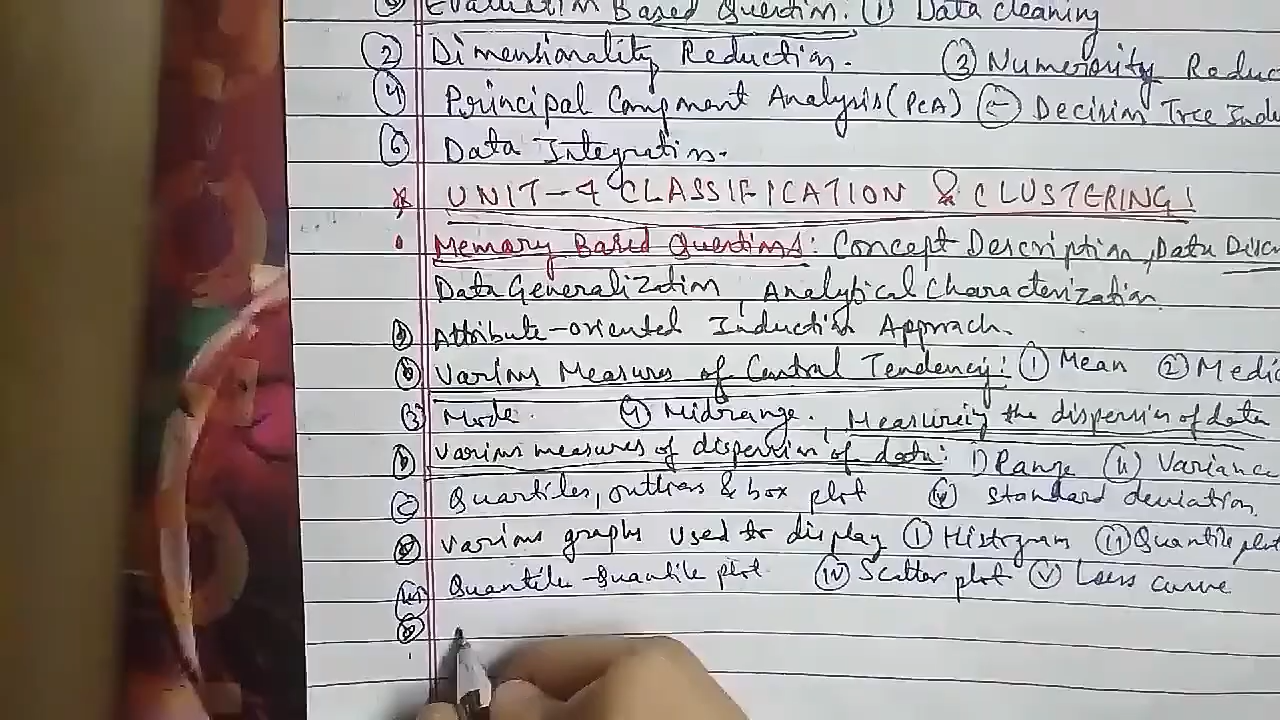 Evaluation Based Question: ① Data cleaning
② Dimensionality Reduction. ③ Numerosity Reduc
④ Principal Component Analysis (PCA) ⑤ Decision Tree Indu
⑥ Data Integration.
* UNIT-4 CLASSIFICATION & CLUSTERING!
• Memory Based Questions: Concept Description, Data Disc
Data Generalization, Analytical Characterization
Attribute-oriented Induction Approach.
Various Measures of Central Tendency: ① Mean ② Media
③ Mode. ④ Midrange. Measuring the dispersion of data
Various measures of dispersion of data: i) Range (ii) Variance
Quartiles, outliers & box plot (iv) Standard deviation.
Various graphs used to display (i) Histogram (ii) Quantile plot
(iii) Quantile-Quantile plot (iv) Scatter plot (v) Loess curve